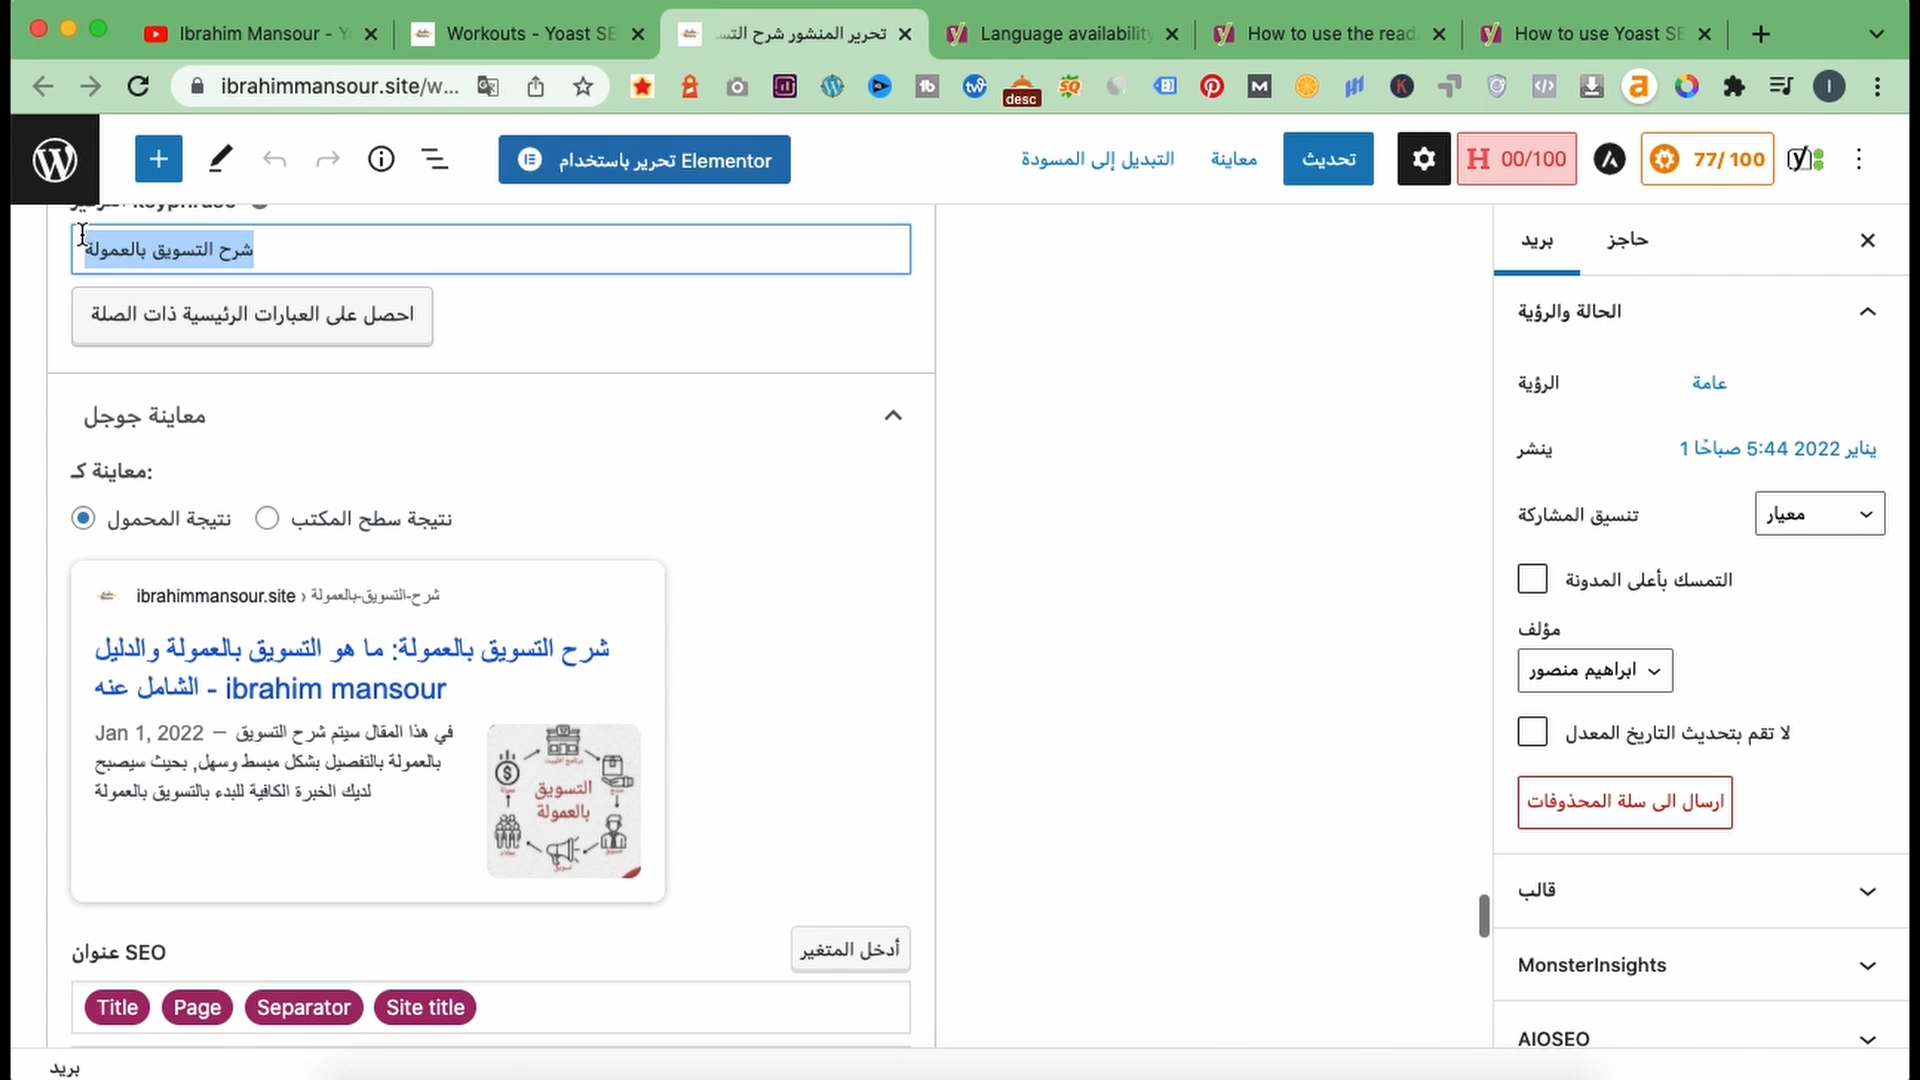 Ibrahim Mansour - Y
Workouts - Yoast SE
تحرير المنشور شرح التس
Language availability
How to use the read
How to use Yoast SE
ibrahimmansour.site/w...
desc
تحرير باستخدام Elementor
التبديل إلى المسودة
معاينة
تحديث
H 00/100
77/ 100
شرح التسويق بالعمولة
احصل على العبارات الرئيسية ذات الصلة
معاينة جوجل
معاينة كـ:
نتيجة المحمول
نتيجة سطح المكتب
ibrahimmansour.site › شرح-التسويق-بالعمولة
شرح التسويق بالعمولة: ما هو التسويق بالعمولة والدليل
الشامل عنه - ibrahim mansour
Jan 1, 2022 – في هذا المقال سيتم شرح التسويق
بالعمولة بالتفصيل بشكل مبسط وسهل, بحيث سيصبح
لديك الخبرة الكافية للبدء بالتسويق بالعمولة
التسويق
بالعمولة
عنوان SEO
أدخل المتغير
Title Page Separator Site title
بريد
بريد
حاجز
الحالة والرؤية
الرؤية
عامة
ينشر
يناير 2022 5:44 صباحًا 1
تنسيق المشاركة
معيار
التمسك بأعلى المدونة
مؤلف
ابراهيم منصور
لا تقم بتحديث التاريخ المعدل
ارسال الى سلة المحذوفات
قالب
MonsterInsights
AIOSEO